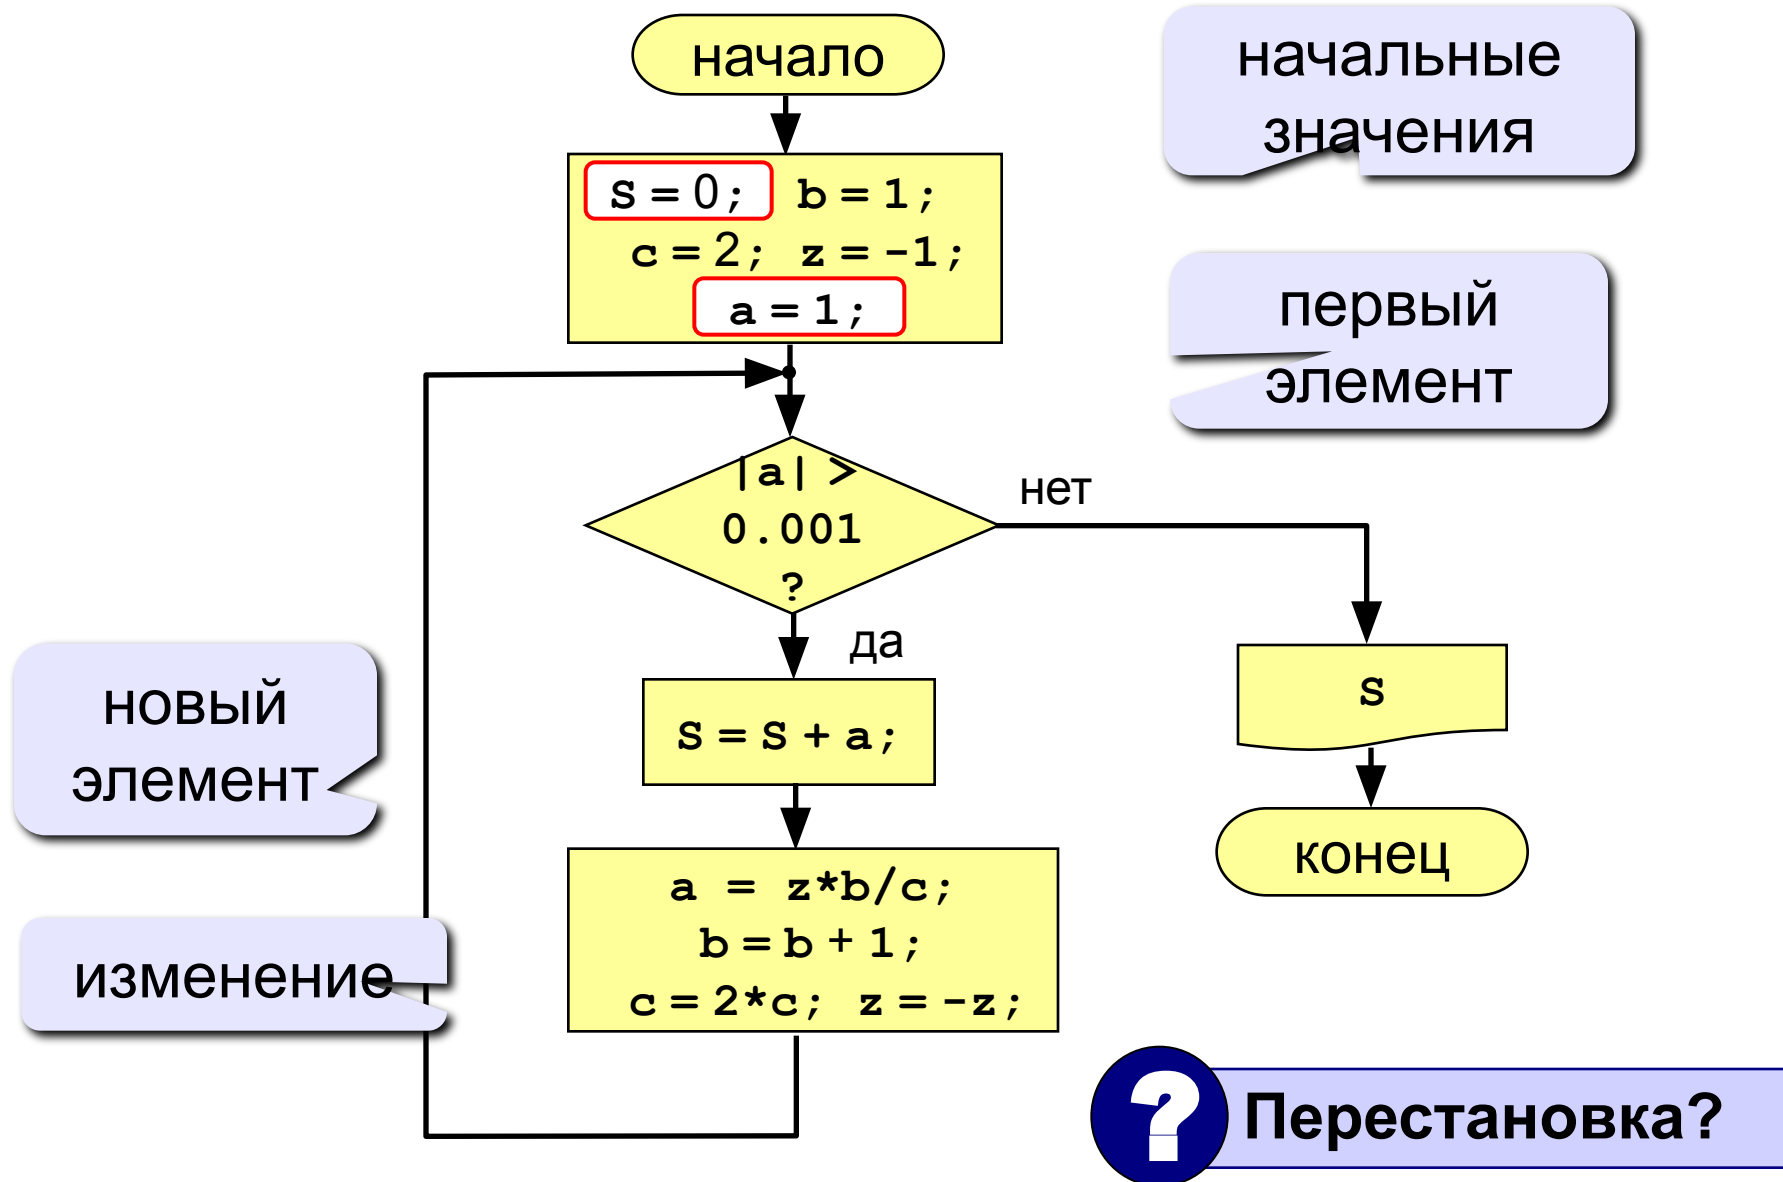 начало
начальные
значения
S = 0; b = 1;
c = 2; z = -1;
a = 1;
первый
элемент
|a| >
0.001
?
нет
да
новый
элемент
S = S + a;
S
конец
a = z*b/c;
b = b + 1;
c = 2*c; z = -z;
изменение
? Перестановка?